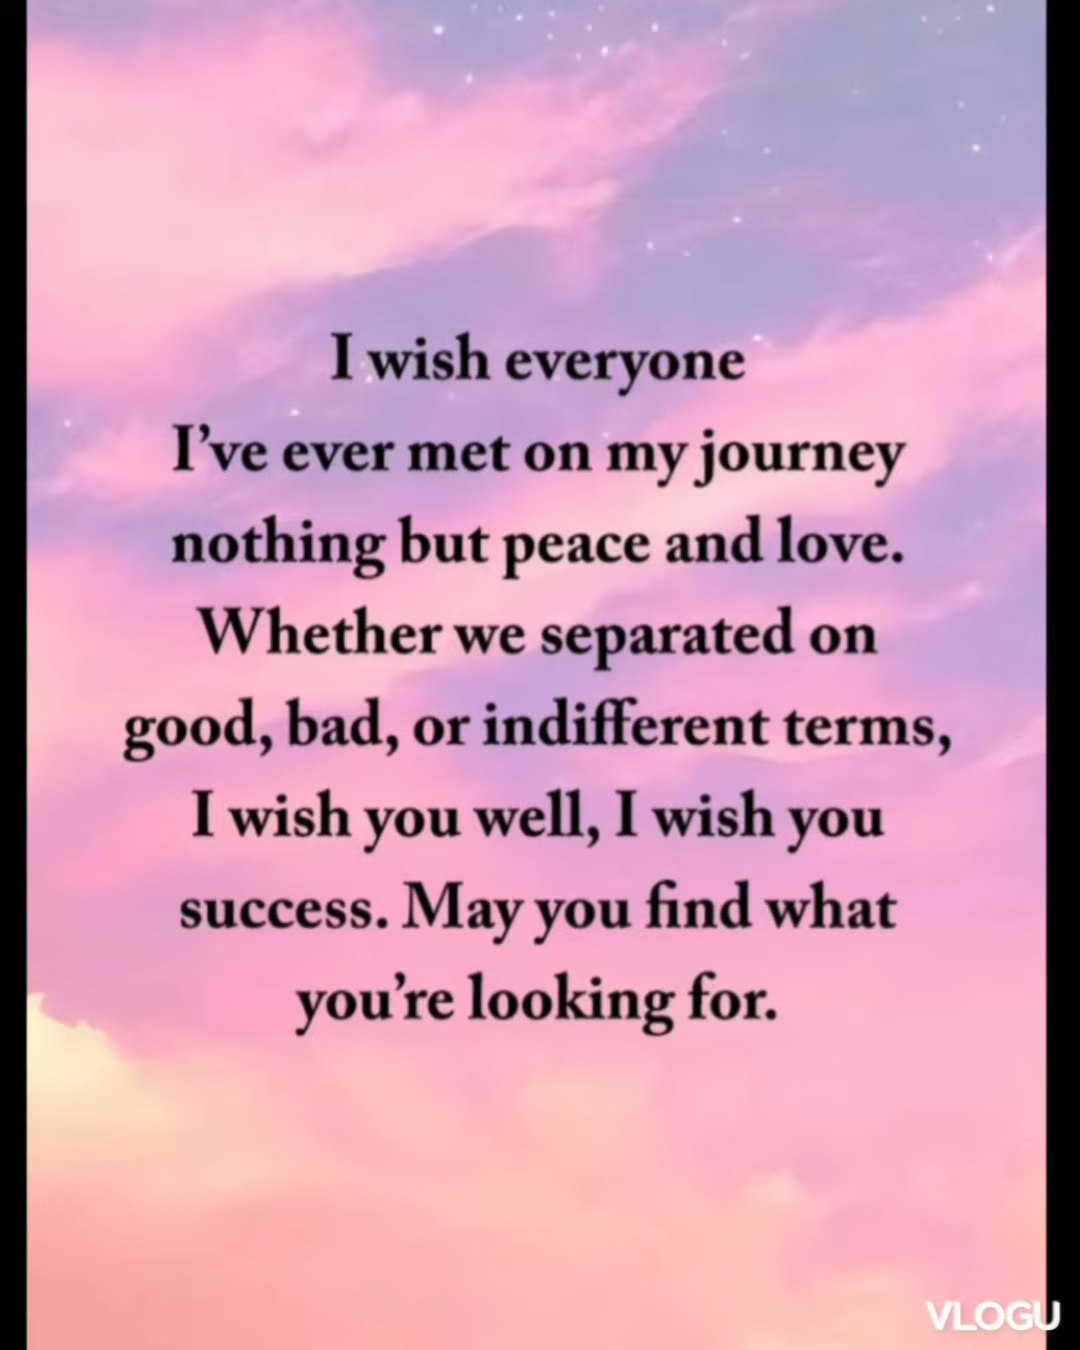 I wish everyone
I’ve ever met on my journey
nothing but peace and love.
Whether we separated on
good, bad, or indifferent terms,
I wish you well, I wish you
success. May you find what
you’re looking for.
VLOGU